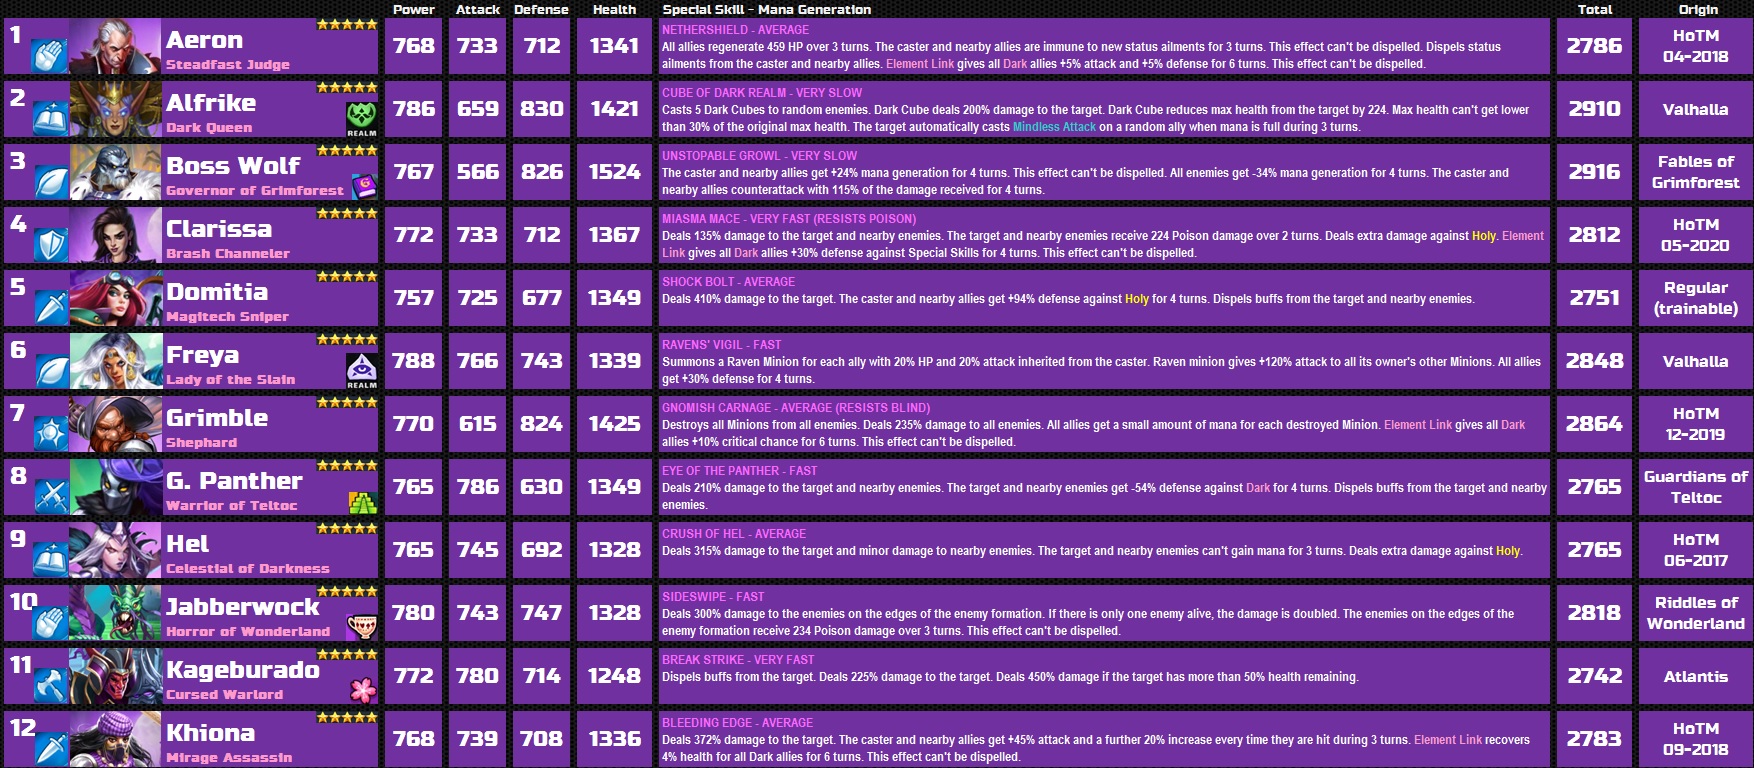 Power Attack Defense Health Special Skill - Mana Generation Total Origin
1 Aeron 768 733 712 1341 2786
Steadfast Judge
NETHERSHIELD - AVERAGE
All allies regenerate 459 HP over 3 turns. The caster and nearby allies are immune to new status ailments for 3 turns. This effect can't be dispelled. Dispels status
ailments from the caster and nearby allies. Element Link gives all Dark allies +5% attack and +5% defense for 6 turns. This effect can't be dispelled.
HoTM
04-2018
2 Alfrike 786 659 830 1421 2910
Dark Queen
REALM
CUBE OF DARK REALM - VERY SLOW
Casts 5 Dark Cubes to random enemies. Dark Cube deals 200% damage to the target. Dark Cube reduces max health from the target by 224. Max health can't get lower
than 30% of the original max health. The target automatically casts Mindless Attack on a random ally when mana is full during 3 turns.
Valhalla
3 Boss Wolf 767 566 826 1524 2916
Governor of Grimforest
UNSTOPABLE GROWL - VERY SLOW
The caster and nearby allies get +24% mana generation for 4 turns. This effect can't be dispelled. All enemies get -34% mana generation for 4 turns. The caster and
nearby allies counterattack with 115% of the damage received for 4 turns.
Fables of
Grimforest
4 Clarissa 772 733 712 1367 2812
Brash Channeler
MIASMA MACE - VERY FAST (RESISTS POISON)
Deals 135% damage to the target and nearby enemies. The target and nearby enemies receive 224 Poison damage over 2 turns. Deals extra damage against Holy. Element
Link gives all Dark allies +30% defense against Special Skills for 4 turns. This effect can't be dispelled.
HoTM
05-2020
5 Domitia 757 725 677 1349 2751
Magitech Sniper
SHOCK BOLT - AVERAGE
Deals 410% damage to the target. The caster and nearby allies get +94% defense against Holy for 4 turns. Dispels buffs from the target and nearby enemies.
Regular
(trainable)
6 Freya 788 766 743 1339 2848
Lady of the Slain
REALM
RAVENS' VIGIL - FAST
Summons a Raven Minion for each ally with 20% HP and 20% attack inherited from the caster. Raven minion gives +120% attack to all its owner's other Minions. All allies
get +30% defense for 4 turns.
Valhalla
7 Grimble 770 615 824 1425 2864
Shephard
GNOMISH CARNAGE - AVERAGE (RESISTS BLIND)
Destroys all Minions from all enemies. Deals 235% damage to all enemies. All allies get a small amount of mana for each destroyed Minion. Element Link gives all Dark
allies +10% critical chance for 6 turns. This effect can't be dispelled.
HoTM
12-2019
8 G. Panther 765 786 630 1349 2765
Warrior of Teltoc
EYE OF THE PANTHER - FAST
Deals 210% damage to the target and nearby enemies. The target and nearby enemies get -54% defense against Dark for 4 turns. Dispels buffs from the target and nearby
enemies.
Guardians of
Teltoc
9 Hel 765 745 692 1328 2765
Celestial of Darkness
CRUSH OF HEL - AVERAGE
Deals 315% damage to the target and minor damage to nearby enemies. The target and nearby enemies can't gain mana for 3 turns. Deals extra damage against Holy.
HoTM
06-2017
10 Jabberwock 780 743 747 1328 2818
Horror of Wonderland
SIDESWIPE - FAST
Deals 300% damage to the enemies on the edges of the enemy formation. If there is only one enemy alive, the damage is doubled. The enemies on the edges of the
enemy formation receive 234 Poison damage over 3 turns. This effect can't be dispelled.
Riddles of
Wonderland
11 Kageburado 772 780 714 1248 2742
Cursed Warlord
BREAK STRIKE - VERY FAST
Dispels buffs from the target. Deals 225% damage to the target. Deals 450% damage if the target has more than 50% health remaining.
Atlantis
12 Khiona 768 739 708 1336 2783
Mirage Assassin
BLEEDING EDGE - AVERAGE
Deals 372% damage to the target. The caster and nearby allies get +45% attack and a further 20% increase every time they are hit during 3 turns. Element Link recovers
4% health for all Dark allies for 6 turns. This effect can't be dispelled.
HoTM
09-2018